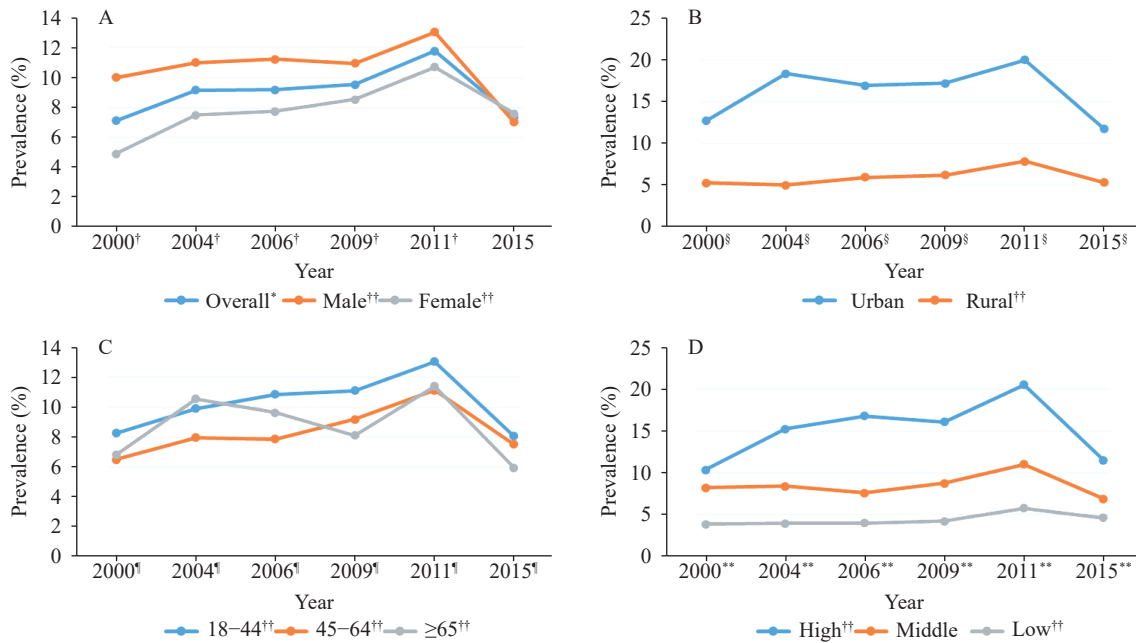 A
Prevalence (%)
14
12
10
8
6
4
2
0
2000† 2004† 2006† 2009† 2011† 2015
Year
Overall* Male†† Female††
B
Prevalence (%)
25
20
15
10
5
0
2000§ 2004§ 2006§ 2009§ 2011§ 2015§
Year
Urban Rural††
C
Prevalence (%)
14
12
10
8
6
4
2
0
2000¶ 2004¶ 2006¶ 2009¶ 2011¶ 2015¶
Year
18−44†† 45−64†† ≥65††
D
Prevalence (%)
25
20
15
10
5
0
2000** 2004** 2006** 2009** 2011** 2015**
Year
High†† Middle Low††